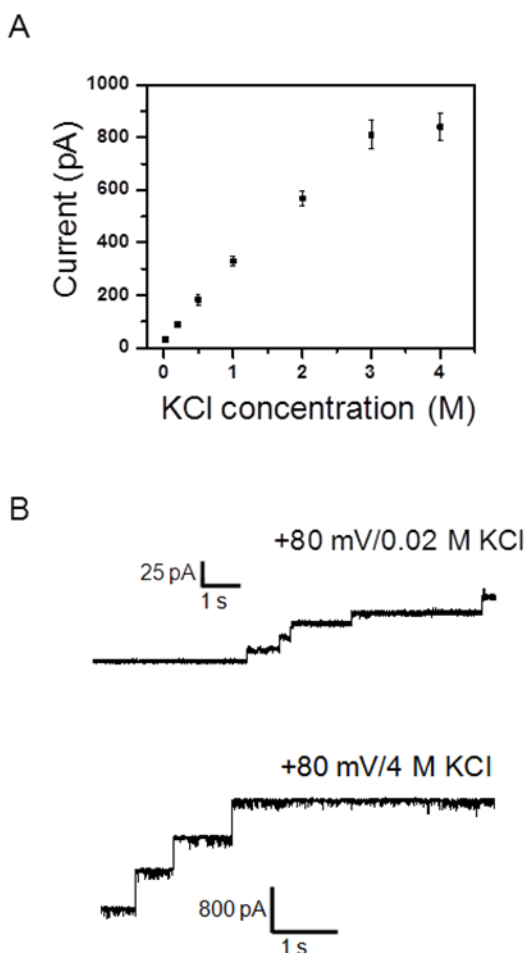 A
1000
800
600
400
200
0
Current (pA)
0 1 2 3 4
KCl concentration (M)
B
+80 mV/0.02 M KCl
25 pA
1 s
+80 mV/4 M KCl
800 pA
1 s